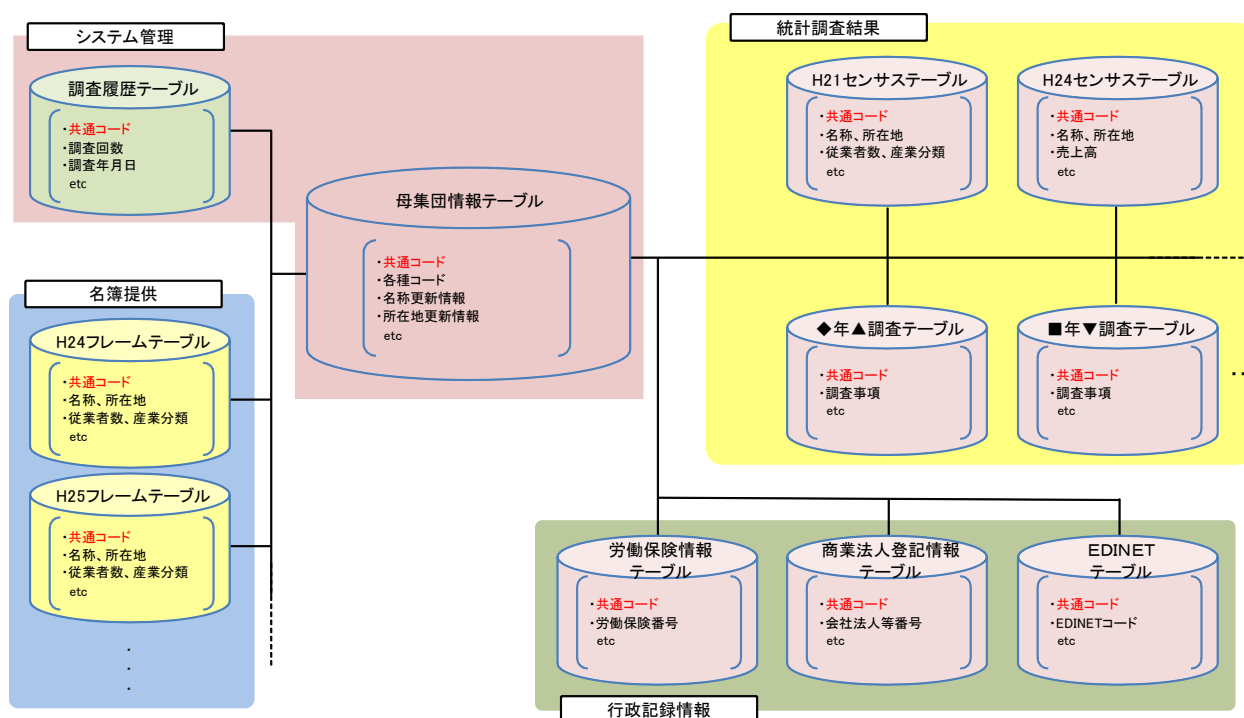 システム管理
調査履歴テーブル
・共通コード
・調査回数
・調査年月日
etc
母集団情報テーブル
・共通コード
・各種コード
・名称更新情報
・所在地更新情報
etc
名簿提供
H24フレームテーブル
・共通コード
・名称、所在地
・従業者数、産業分類
etc
H25フレームテーブル
・共通コード
・名称、所在地
・従業者数、産業分類
etc
・
・
・
統計調査結果
H21センサステーブル
・共通コード
・名称、所在地
・従業者数、産業分類
etc
H24センサステーブル
・共通コード
・名称、所在地
・売上高
etc
◆年▲調査テーブル
・共通コード
・調査事項
etc
■年▼調査テーブル
・共通コード
・調査事項
etc
労働保険情報
テーブル
・共通コード
・労働保険番号
etc
商業法人登記情報
テーブル
・共通コード
・会社法人等番号
etc
EDINET
テーブル
・共通コード
・EDINETコード
etc
行政記録情報